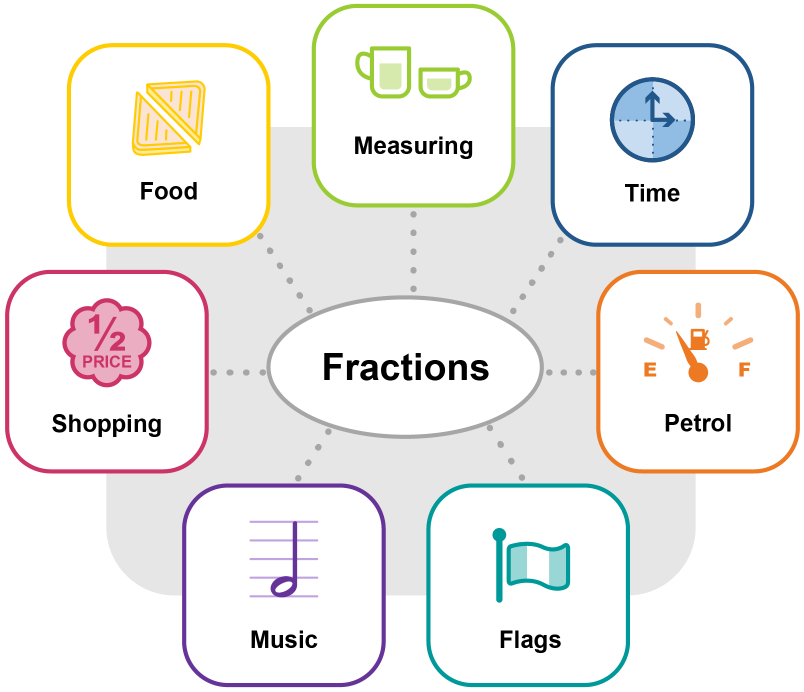 Measuring
Food
Time
1/2
PRICE
Shopping
Fractions
E
F
Petrol
Music
Flags